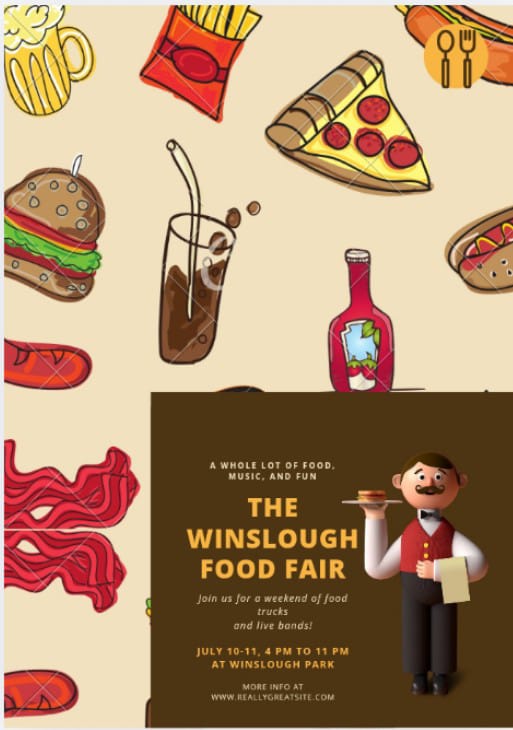 A WHOLE LOT OF FOOD,
MUSIC, AND FUN
THE
WINSLOUGH
FOOD FAIR
Join us for a weekend of food
trucks
and live bands!
JULY 10-11, 4 PM TO 11 PM
AT WINSLOUGH PARK
MORE INFO AT
WWW.REALLYGREATSITE.COM